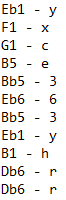 Eb1 - y
F1 - x
G1 - c
B5 - e
Bb5 - 3
Eb6 - 6
Bb5 - 3
Eb1 - y
B1 - h
Db6 - r
Db6 - r